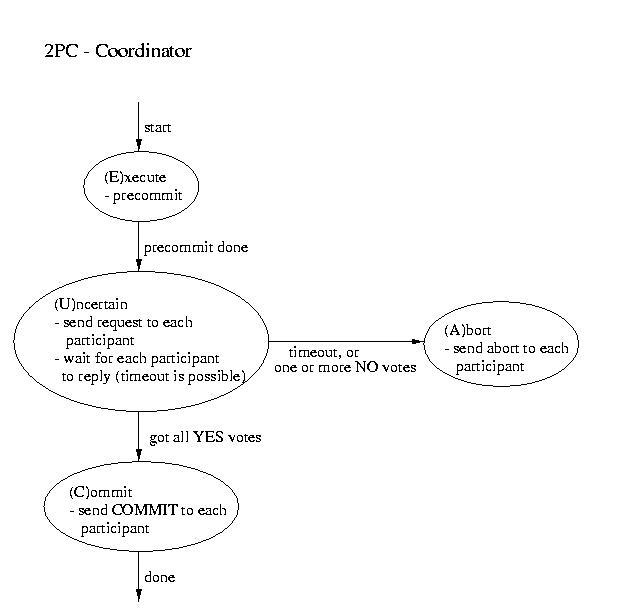 2PC - Coordinator
start
(E)xecute
- precommit
precommit done
(U)ncertain
- send request to each
participant
- wait for each participant
to reply (timeout is possible)
timeout, or
one or more NO votes
(A)bort
- send abort to each
participant
got all YES votes
(C)ommit
- send COMMIT to each
participant
done